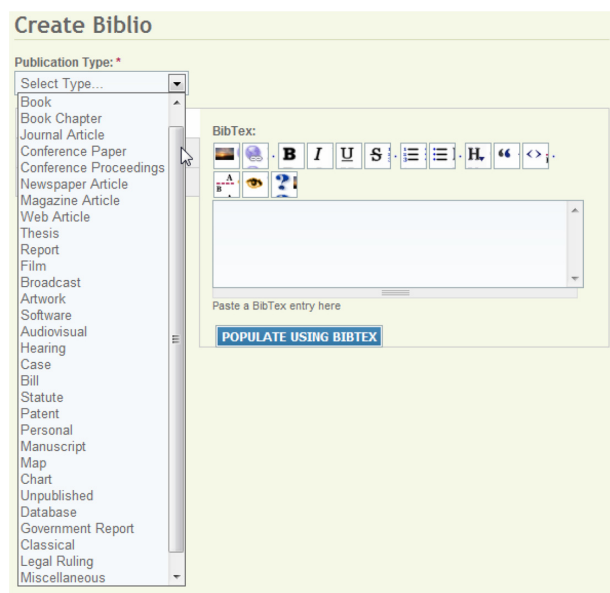 Create Biblio
Publication Type: *
Select Type...
Book
Book Chapter
Journal Article
Conference Paper
Conference Proceedings
Newspaper Article
Magazine Article
Web Article
Thesis
Report
Film
Broadcast
Artwork
Software
Audiovisual
Hearing
Case
Bill
Statute
Patent
Personal
Manuscript
Map
Chart
Unpublished
Database
Government Report
Classical
Legal Ruling
Miscellaneous
BibTex:
B I U S H
A B
Paste a BibTex entry here
POPULATE USING BIBTEX